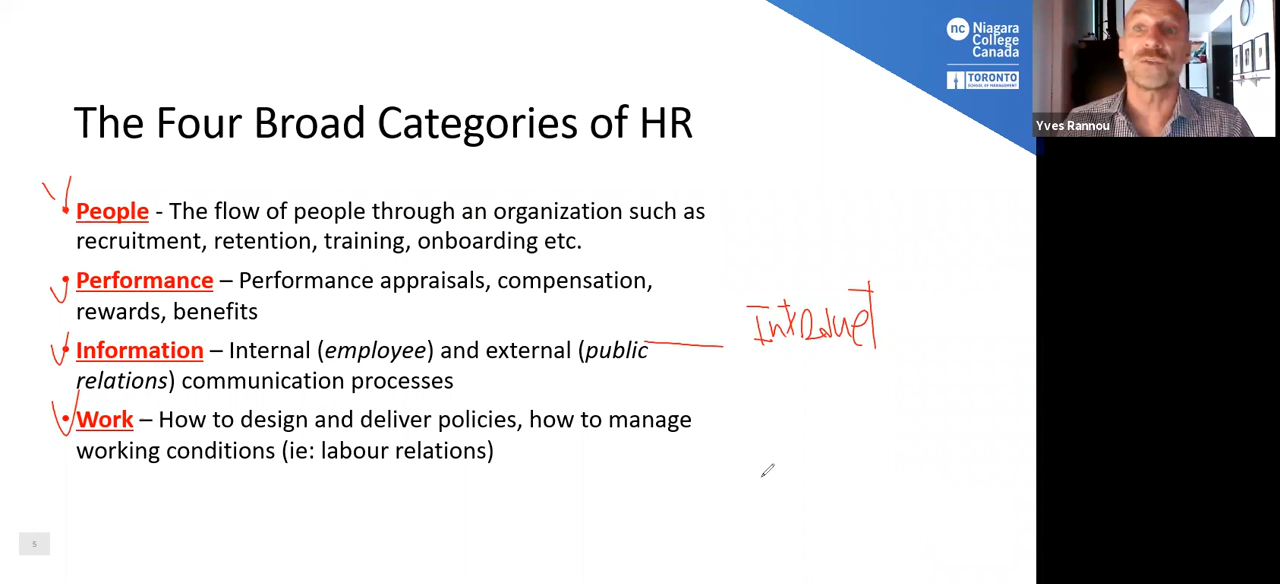 nc Niagara
College
Canada
TORONTO
SCHOOL OF MANAGEMENT
Yves Rannou
The Four Broad Categories of HR
• People - The flow of people through an organization such as
recruitment, retention, training, onboarding etc.
• Performance – Performance appraisals, compensation,
rewards, benefits
• Information – Internal (employee) and external (public
relations) communication processes
• Work – How to design and deliver policies, how to manage
working conditions (ie: labour relations)
5